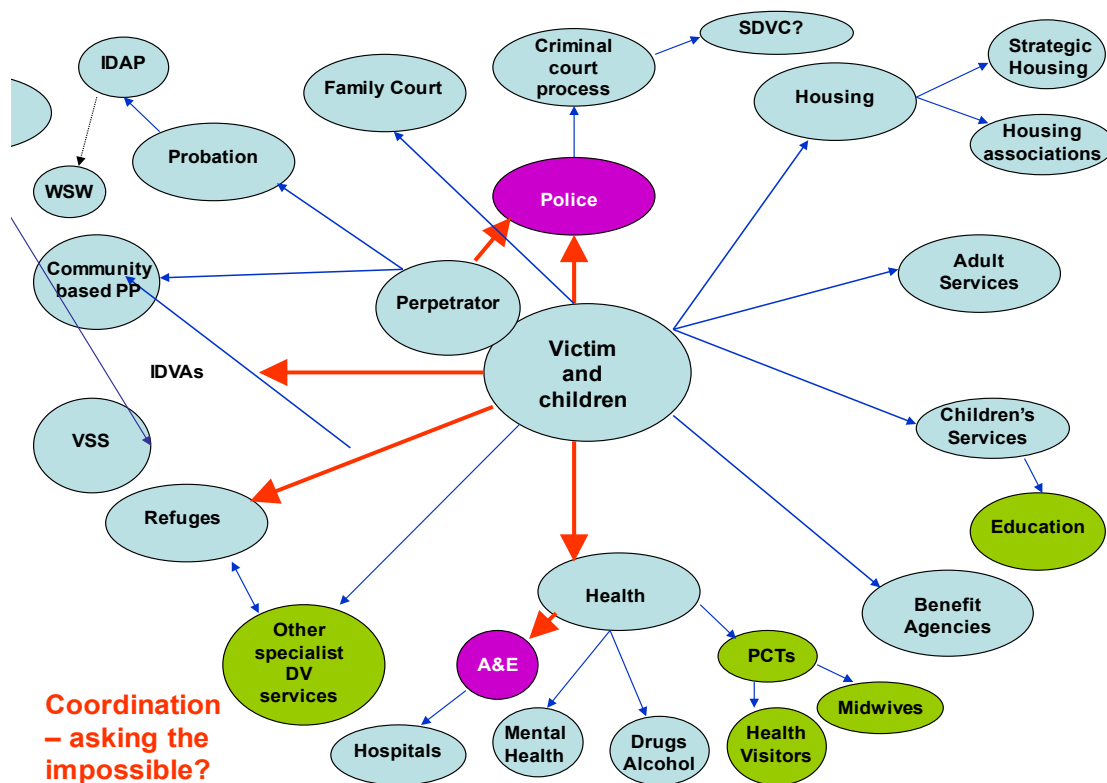 SDVC?
Criminal
court
process
Strategic
Housing
IDAP
Family Court
Housing
Housing
associations
Probation
WSW
Police
Community
based PP
Adult
Services
Perpetrator
Victim
and
children
IDVAs
VSS
Children's
Services
Refuges
Education
Health
Benefit
Agencies
Other
specialist
DV
services
A&E
PCTs
Midwives
Coordination
– asking the
impossible?
Hospitals
Mental
Health
Drugs
Alcohol
Health
Visitors